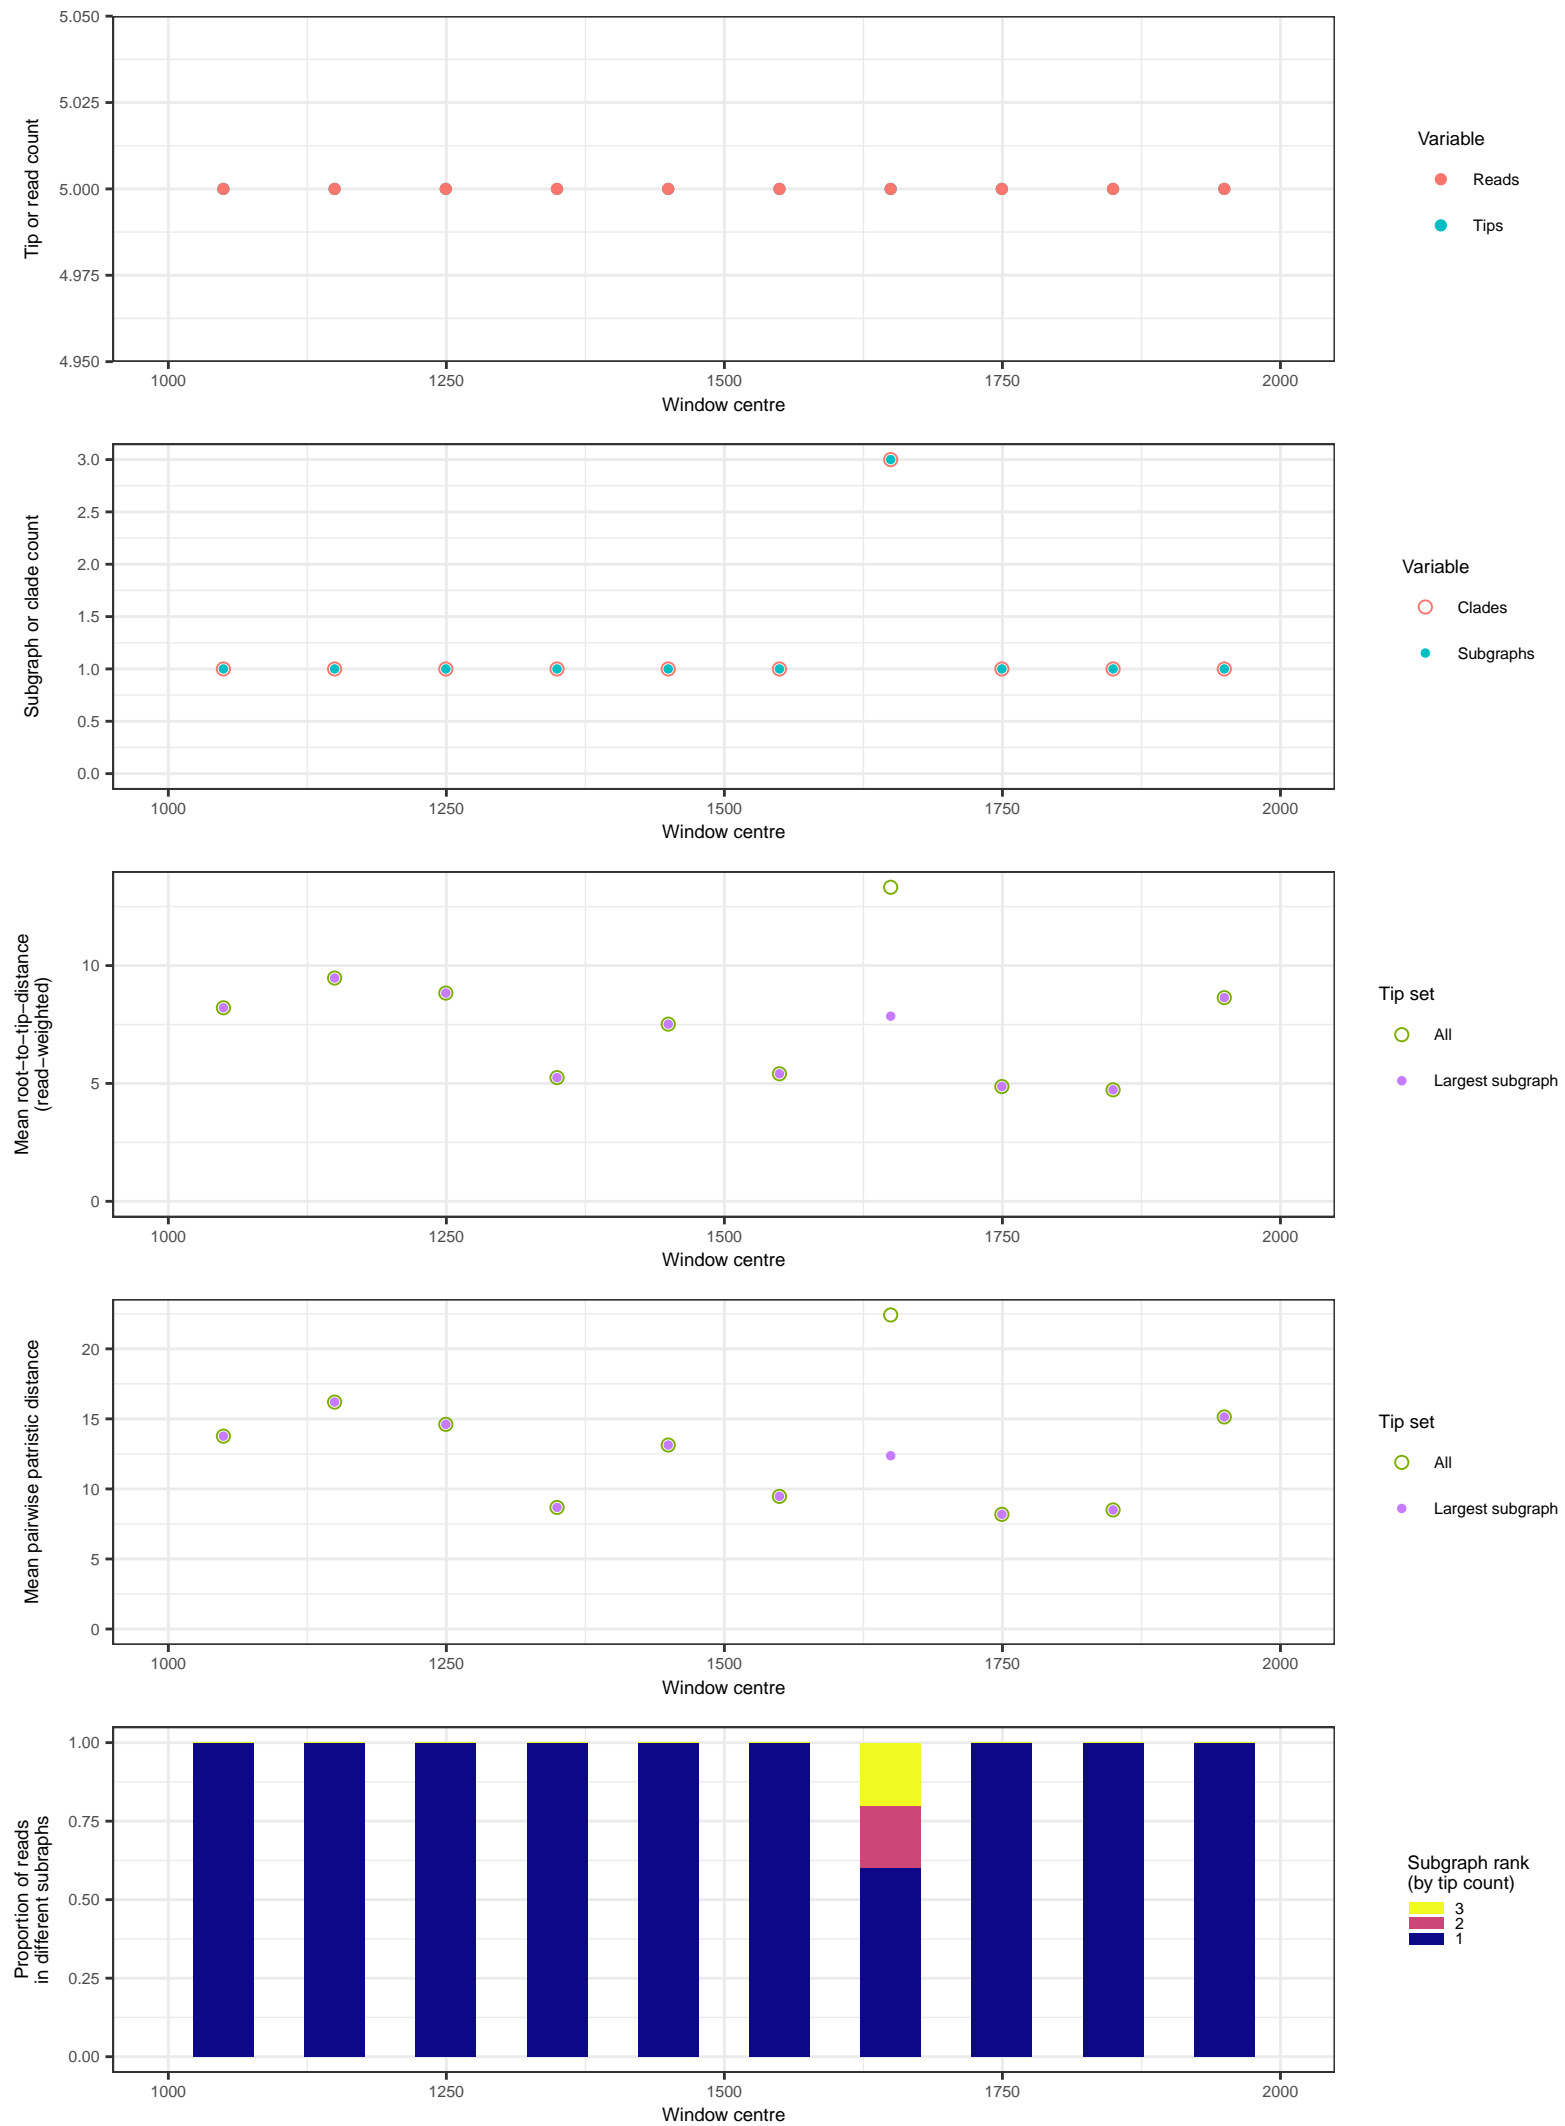 5.050
5.025
5.000
4.975
4.950
Tip or read count
1000 1250 1500 1750 2000
Window centre
Variable
Reads
Tips
3.0
2.5
2.0
1.5
1.0
0.5
0.0
Subgraph or clade count
1000 1250 1500 1750 2000
Window centre
Variable
Clades
Subgraphs
10
5
0
Mean root−to−tip−distance
(read−weighted)
1000 1250 1500 1750 2000
Window centre
Tip set
All
Largest subgraph
20
15
10
5
0
Mean pairwise patristic distance
1000 1250 1500 1750 2000
Window centre
Tip set
All
Largest subgraph
1.00
0.75
0.50
0.25
0.00
Proportion of reads
in different subraphs
1000 1250 1500 1750 2000
Window centre
Subgraph rank
(by tip count)
3
2
1